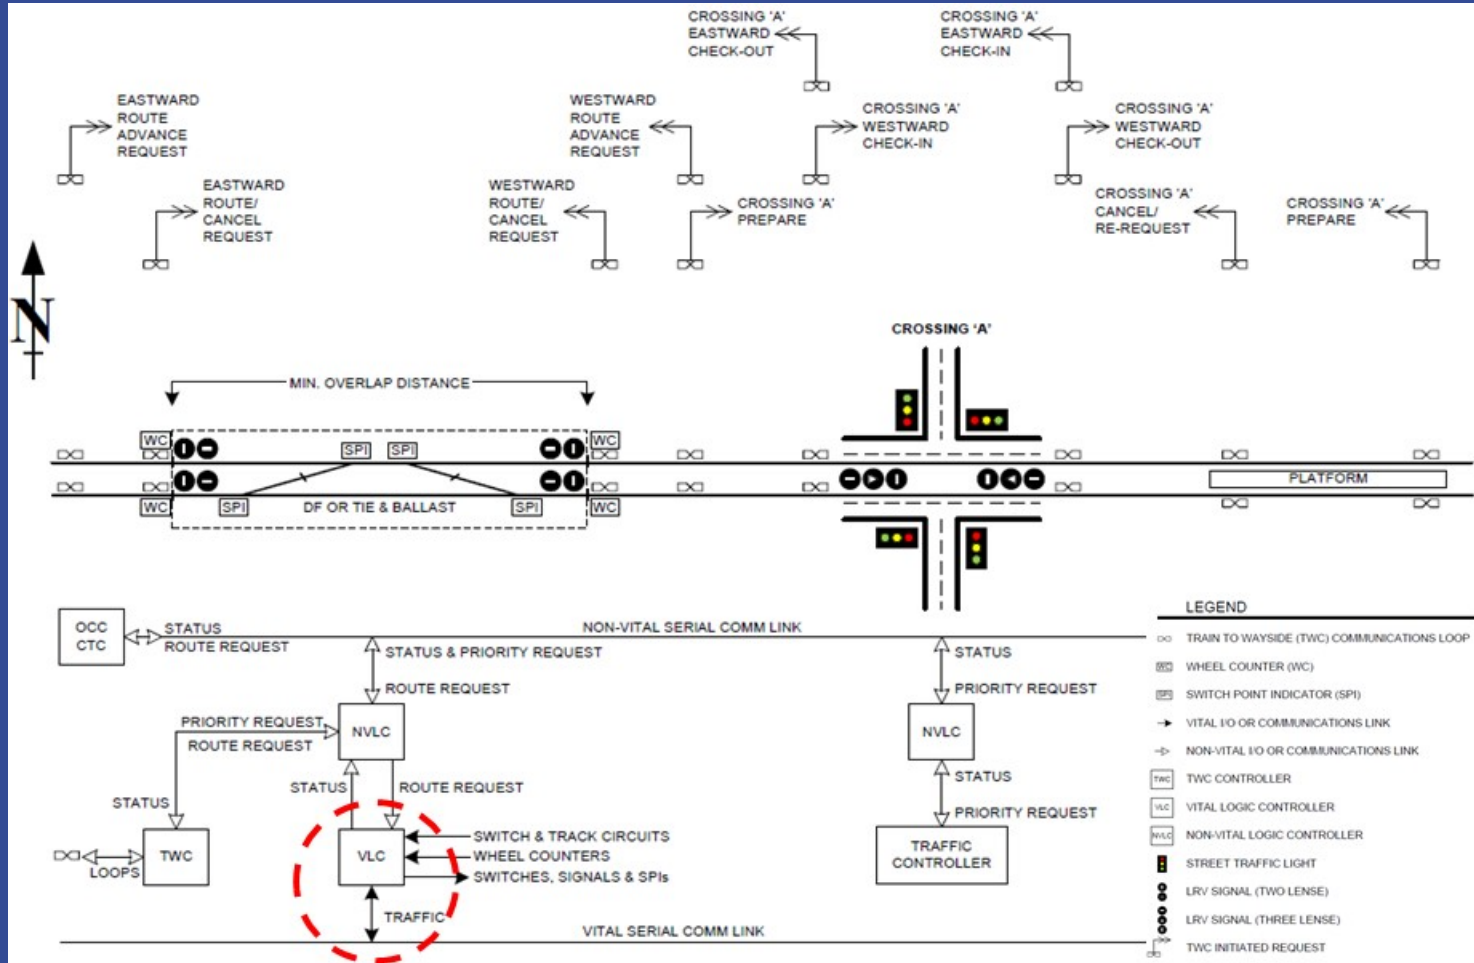 CROSSING 'A'
EASTWARD
CHECK-OUT
CROSSING 'A'
EASTWARD
CHECK-IN
EASTWARD
ROUTE
ADVANCE
REQUEST
WESTWARD
ROUTE
ADVANCE
REQUEST
CROSSING 'A'
WESTWARD
CHECK-IN
CROSSING 'A'
WESTWARD
CHECK-OUT
EASTWARD
ROUTE/
CANCEL
REQUEST
WESTWARD
ROUTE/
CANCEL
REQUEST
CROSSING 'A'
PREPARE
CROSSING 'A'
CANCEL/
RE-REQUEST
CROSSING 'A'
PREPARE
N
CROSSING 'A'
MIN. OVERLAP DISTANCE
WC
SPI
SPI
WC
PLATFORM
WC
SPI
DF OR TIE & BALLAST
SPI
WC
OCC
CTC
STATUS
ROUTE REQUEST
NON-VITAL SERIAL COMM LINK
STATUS & PRIORITY REQUEST
ROUTE REQUEST
STATUS
PRIORITY REQUEST
PRIORITY REQUEST
ROUTE REQUEST
NVLC
NVLC
STATUS
STATUS
ROUTE REQUEST
STATUS
PRIORITY REQUEST
LOOPS
TWC
VLC
SWITCH & TRACK CIRCUITS
WHEEL COUNTERS
SWITCHES, SIGNALS & SPIs
TRAFFIC
CONTROLLER
TRAFFIC
VITAL SERIAL COMM LINK
LEGEND
TRAIN TO WAYSIDE (TWC) COMMUNICATIONS LOOP
WC WHEEL COUNTER (WC)
SPI SWITCH POINT INDICATOR (SPI)
VITAL I/O OR COMMUNICATIONS LINK
NON-VITAL I/O OR COMMUNICATIONS LINK
TWC TWC CONTROLLER
VLC VITAL LOGIC CONTROLLER
NVLC NON-VITAL LOGIC CONTROLLER
STREET TRAFFIC LIGHT
LRV SIGNAL (TWO LENSE)
LRV SIGNAL (THREE LENSE)
TWC INITIATED REQUEST